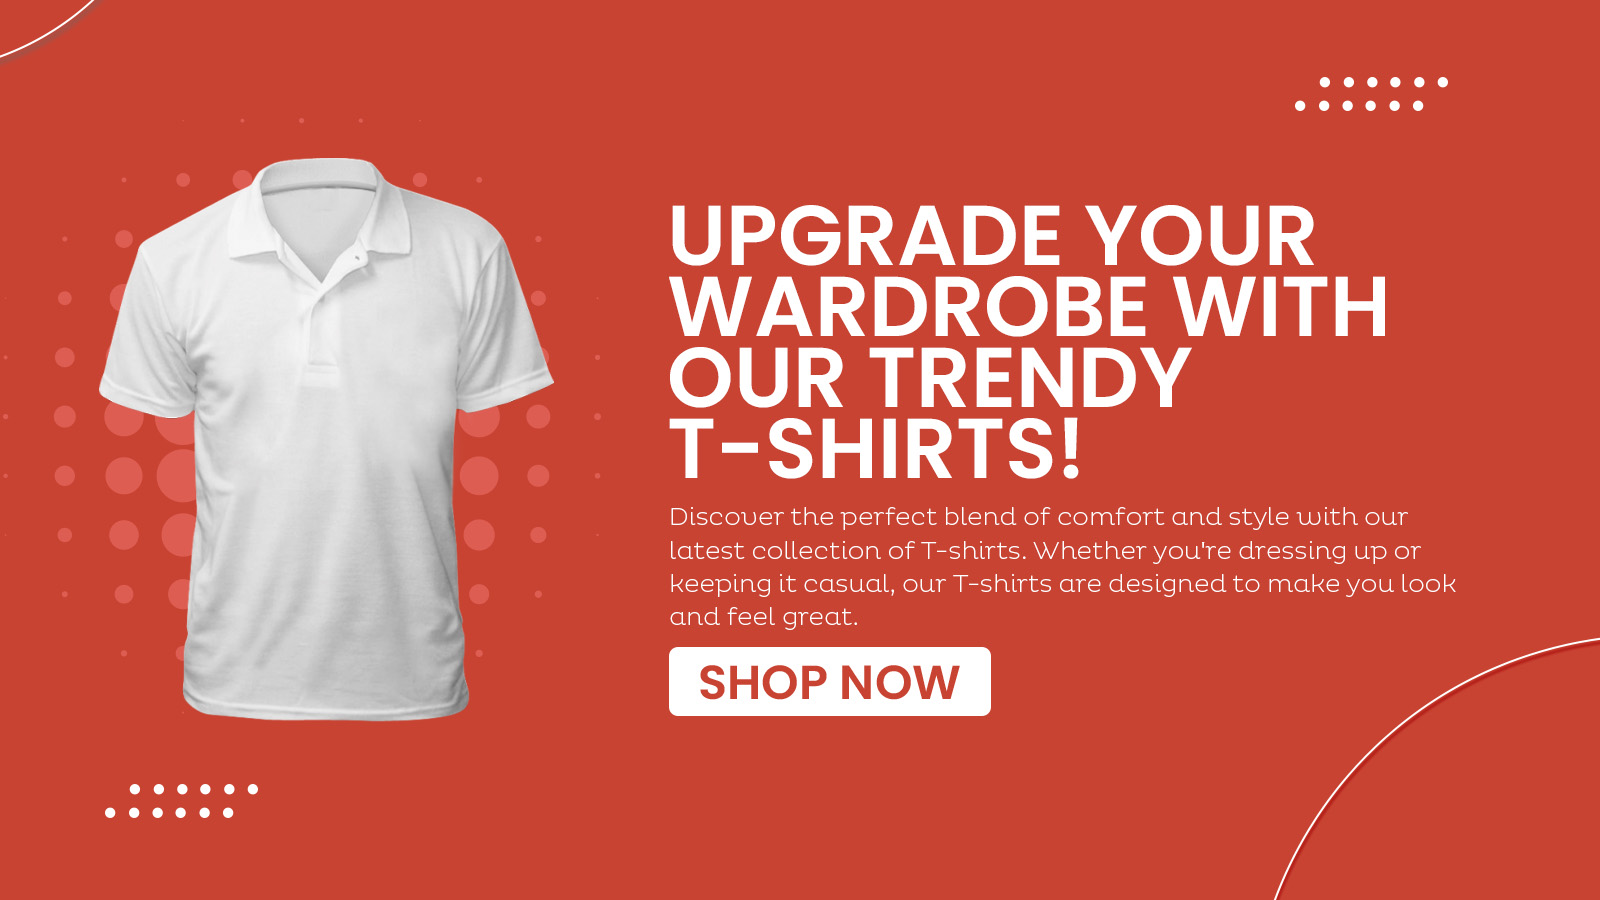 UPGRADE YOUR
WARDROBE WITH
OUR TRENDY
T-SHIRTS!
Discover the perfect blend of comfort and style with our
latest collection of T-shirts. Whether you're dressing up or
keeping it casual, our T-shirts are designed to make you look
and feel great.
SHOP NOW